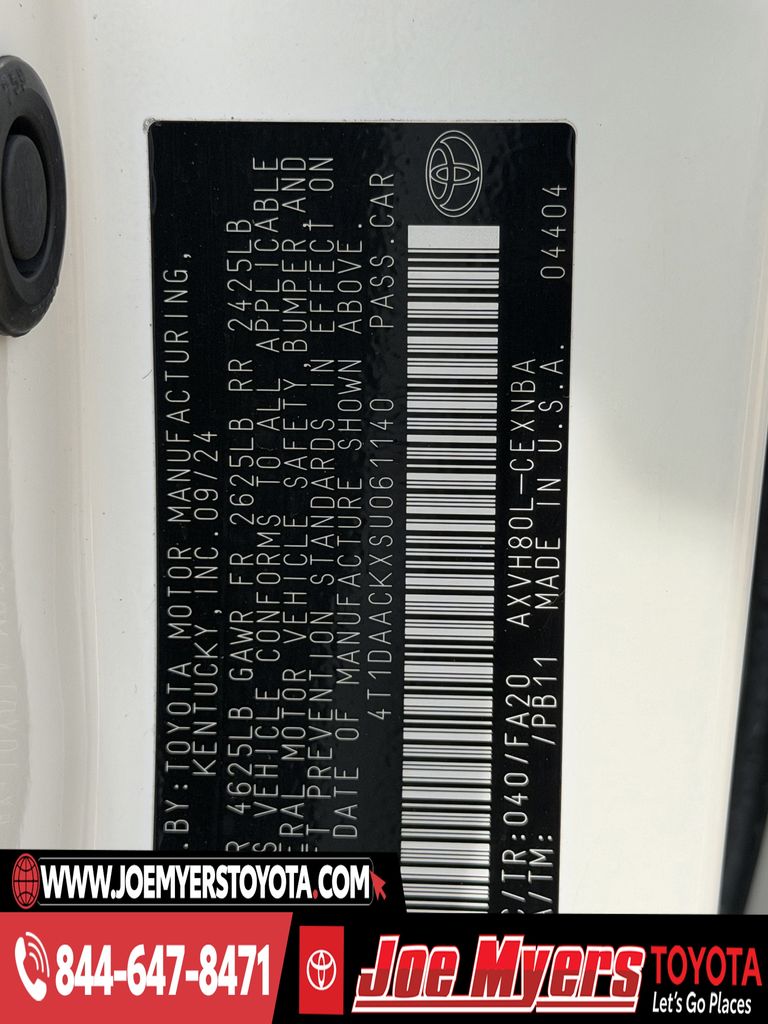 .BY:TOYOTA MOTOR MANUFACTURING,
KENTUCKY, INC. 09/24
R 4625LB GAWR FR 2625LB RR 2425LB
S VEHICLE CONFORMS TO ALL APPLICABLE
ERAL MOTOR VEHICLE SAFETY, BUMPER, AND
ET PREVENTION STANDARDS IN EFFECT ON
DATE OF MANUFACTURE SHOWN ABOVE.
4T1DAACKXSU061140 PASS.CAR
C/TR:040/FA20 AXVH80L-CEXNBA 04404
A/TM: /PB11 MADE IN U.S.A.
WWW.JOEMYERSTOYOTA.COM
844-647-8471
Joe Myers TOYOTA
Let's Go Places